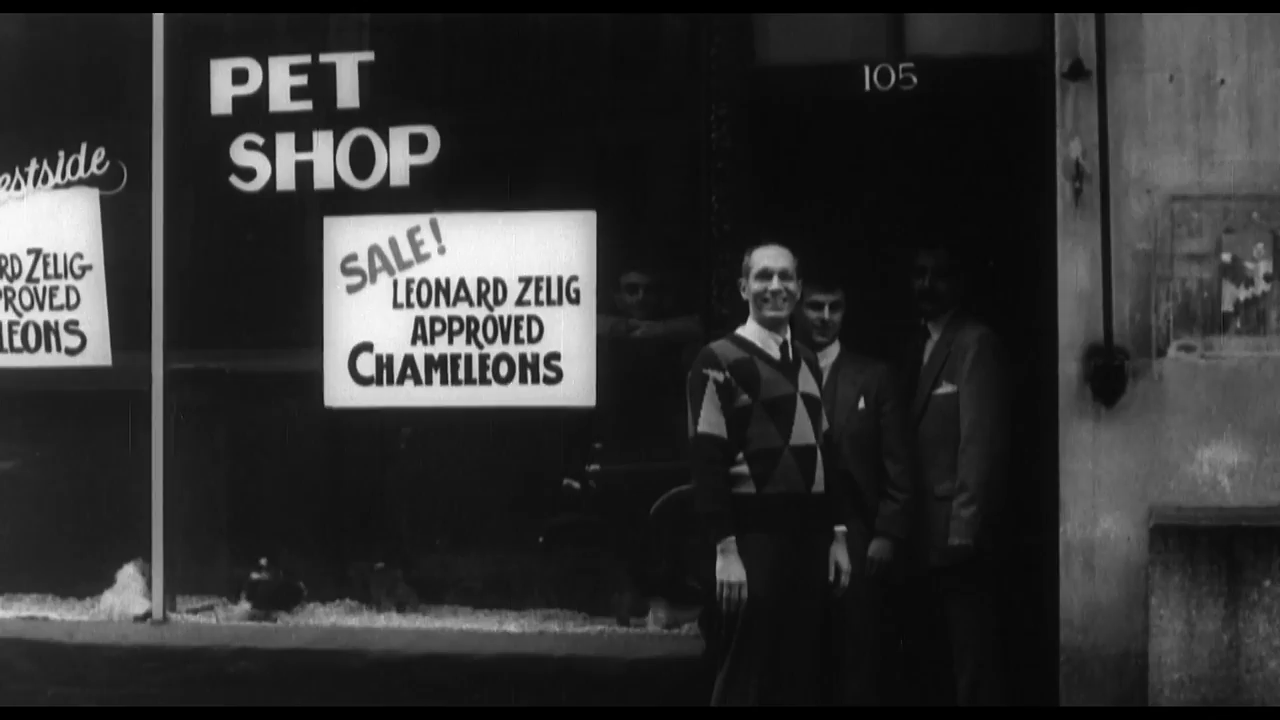 estside
RD ZELIG-
PROVED
LEONS
PET
SHOP
SALE!
LEONARD ZELIG
APPROVED
CHAMELEONS
105